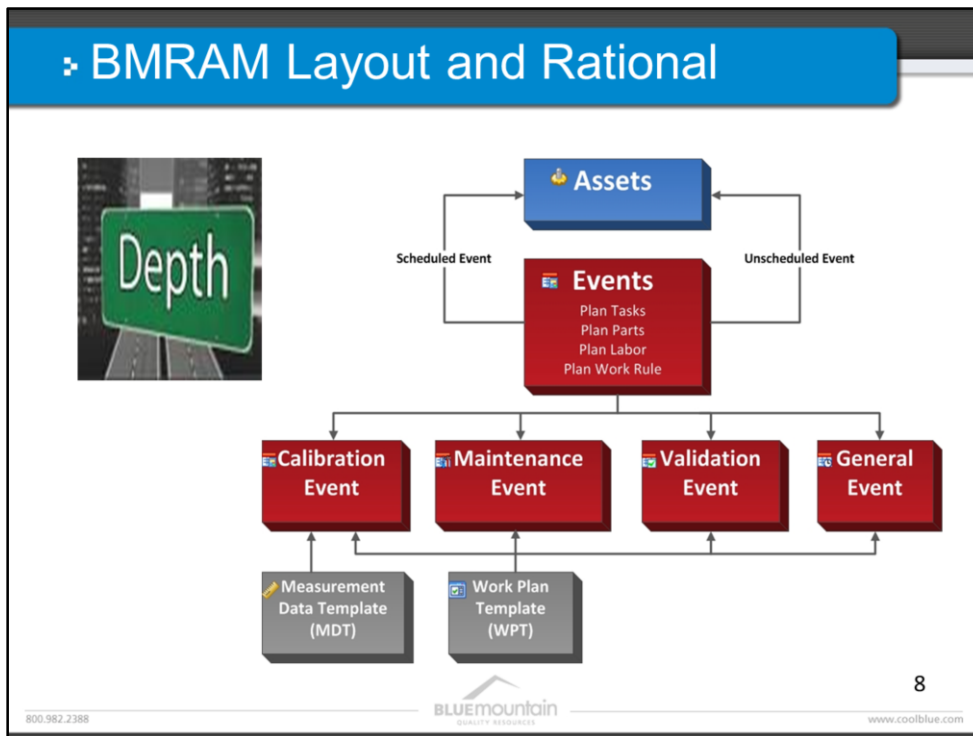 BMRAM Layout and Rational
Depth
Assets
Scheduled Event
Unscheduled Event
Events
Plan Tasks
Plan Parts
Plan Labor
Plan Work Rule
Calibration
Event
Maintenance
Event
Validation
Event
General
Event
Measurement
Data Template
(MDT)
Work Plan
Template
(WPT)
8
800.982.2388
BLUEmountain
QUALITY RESOURCES
www.coolblue.com